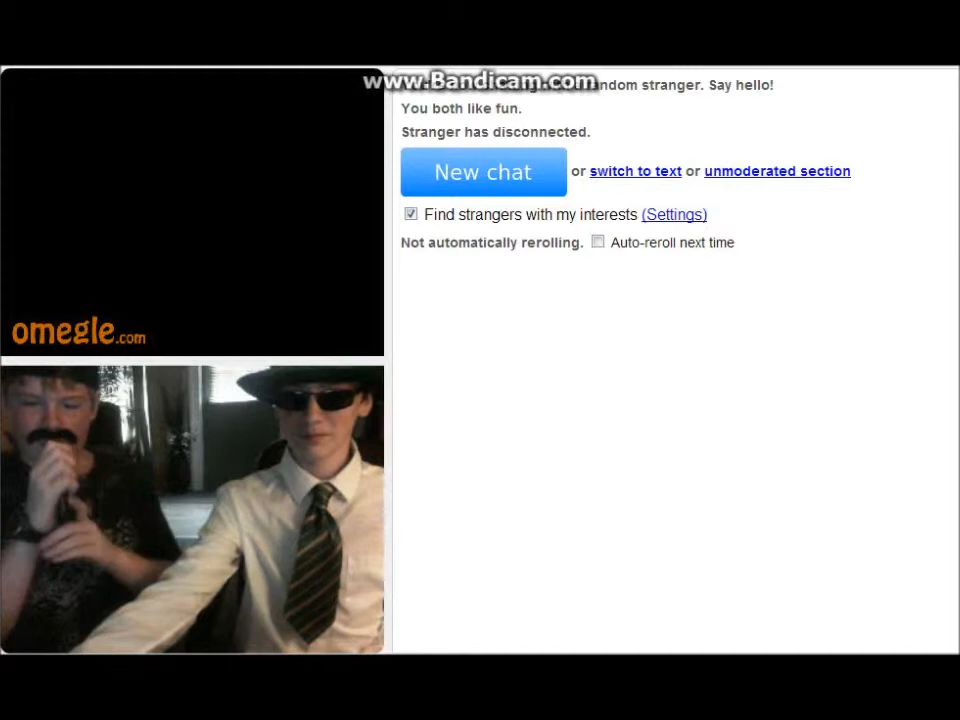 www.Bandicam.com
random stranger. Say hello!
You both like fun.
Stranger has disconnected.
New chat or switch to text or unmoderated section
Find strangers with my interests (Settings)
Not automatically rerolling. Auto-reroll next time
omegle.com